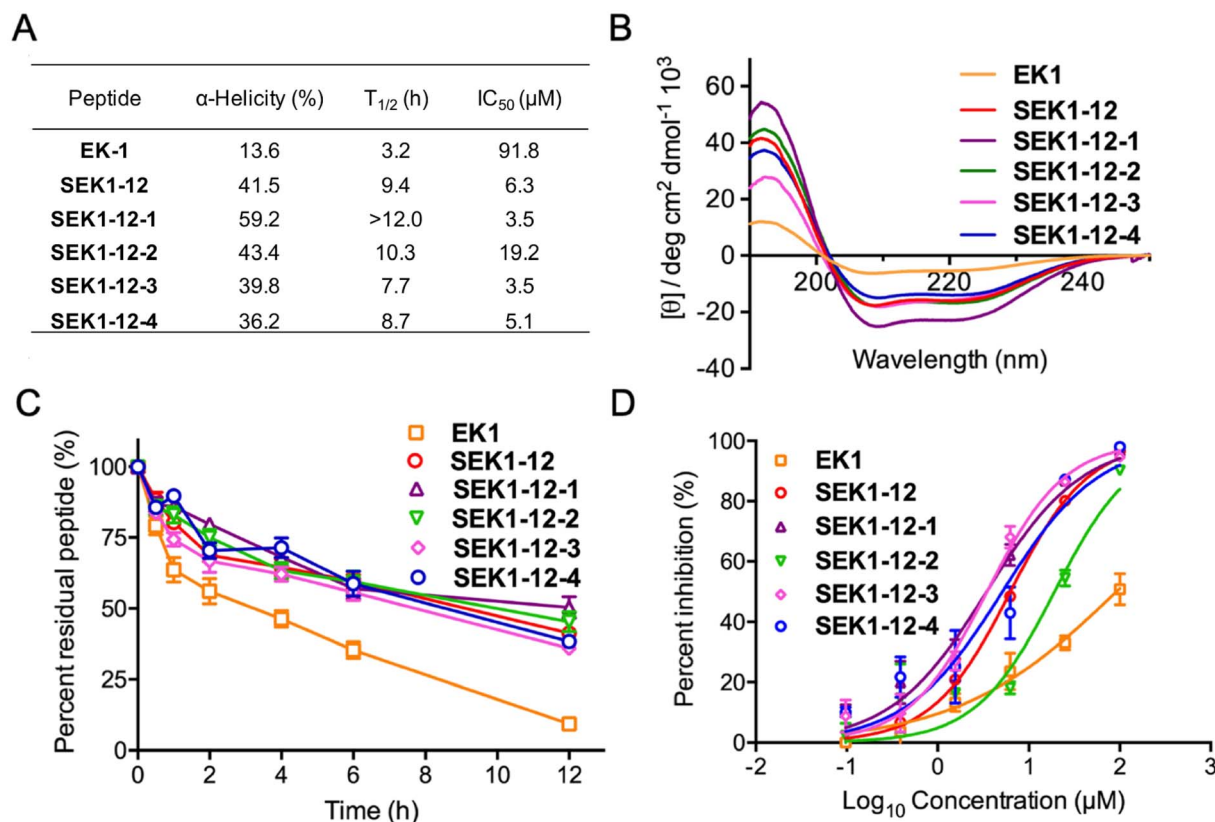 A
Peptide α-Helicity (%) T1/2 (h) IC50 (µM)
EK-1 13.6 3.2 91.8
SEK1-12 41.5 9.4 6.3
SEK1-12-1 59.2 >12.0 3.5
SEK1-12-2 43.4 10.3 19.2
SEK1-12-3 39.8 7.7 3.5
SEK1-12-4 36.2 8.7 5.1
B
[θ] / deg cm2 dmol-1 103
60
40
20
0
-20
-40
200
220
240
Wavelength (nm)
EK1
SEK1-12
SEK1-12-1
SEK1-12-2
SEK1-12-3
SEK1-12-4
C
Percent residual peptide (%)
100
75
50
25
0
0 2 4 6 8 10 12
Time (h)
EK1
SEK1-12
SEK1-12-1
SEK1-12-2
SEK1-12-3
SEK1-12-4
D
Percent inhibition (%)
100
80
60
40
20
0
-2 -1 0 1 2 3
Log10 Concentration (µM)
EK1
SEK1-12
SEK1-12-1
SEK1-12-2
SEK1-12-3
SEK1-12-4